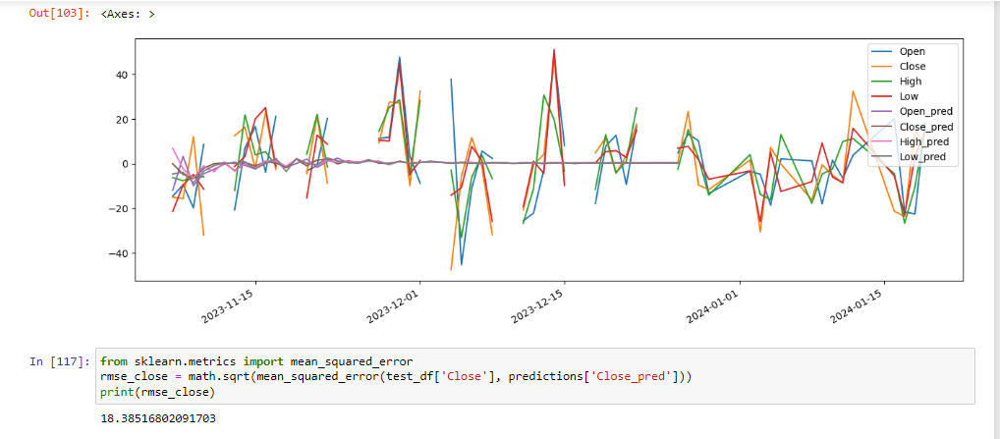 Out[103]: <Axes: >
40
20
0
−20
−40
2023-11-15
2023-12-01
2023-12-15
2024-01-01
2024-01-15
Open
Close
High
Low
Open_pred
Close_pred
High_pred
Low_pred
In [117]: from sklearn.metrics import mean_squared_error
rmse_close = math.sqrt(mean_squared_error(test_df['Close'], predictions['Close_pred']))
print(rmse_close)
18.38516802091703